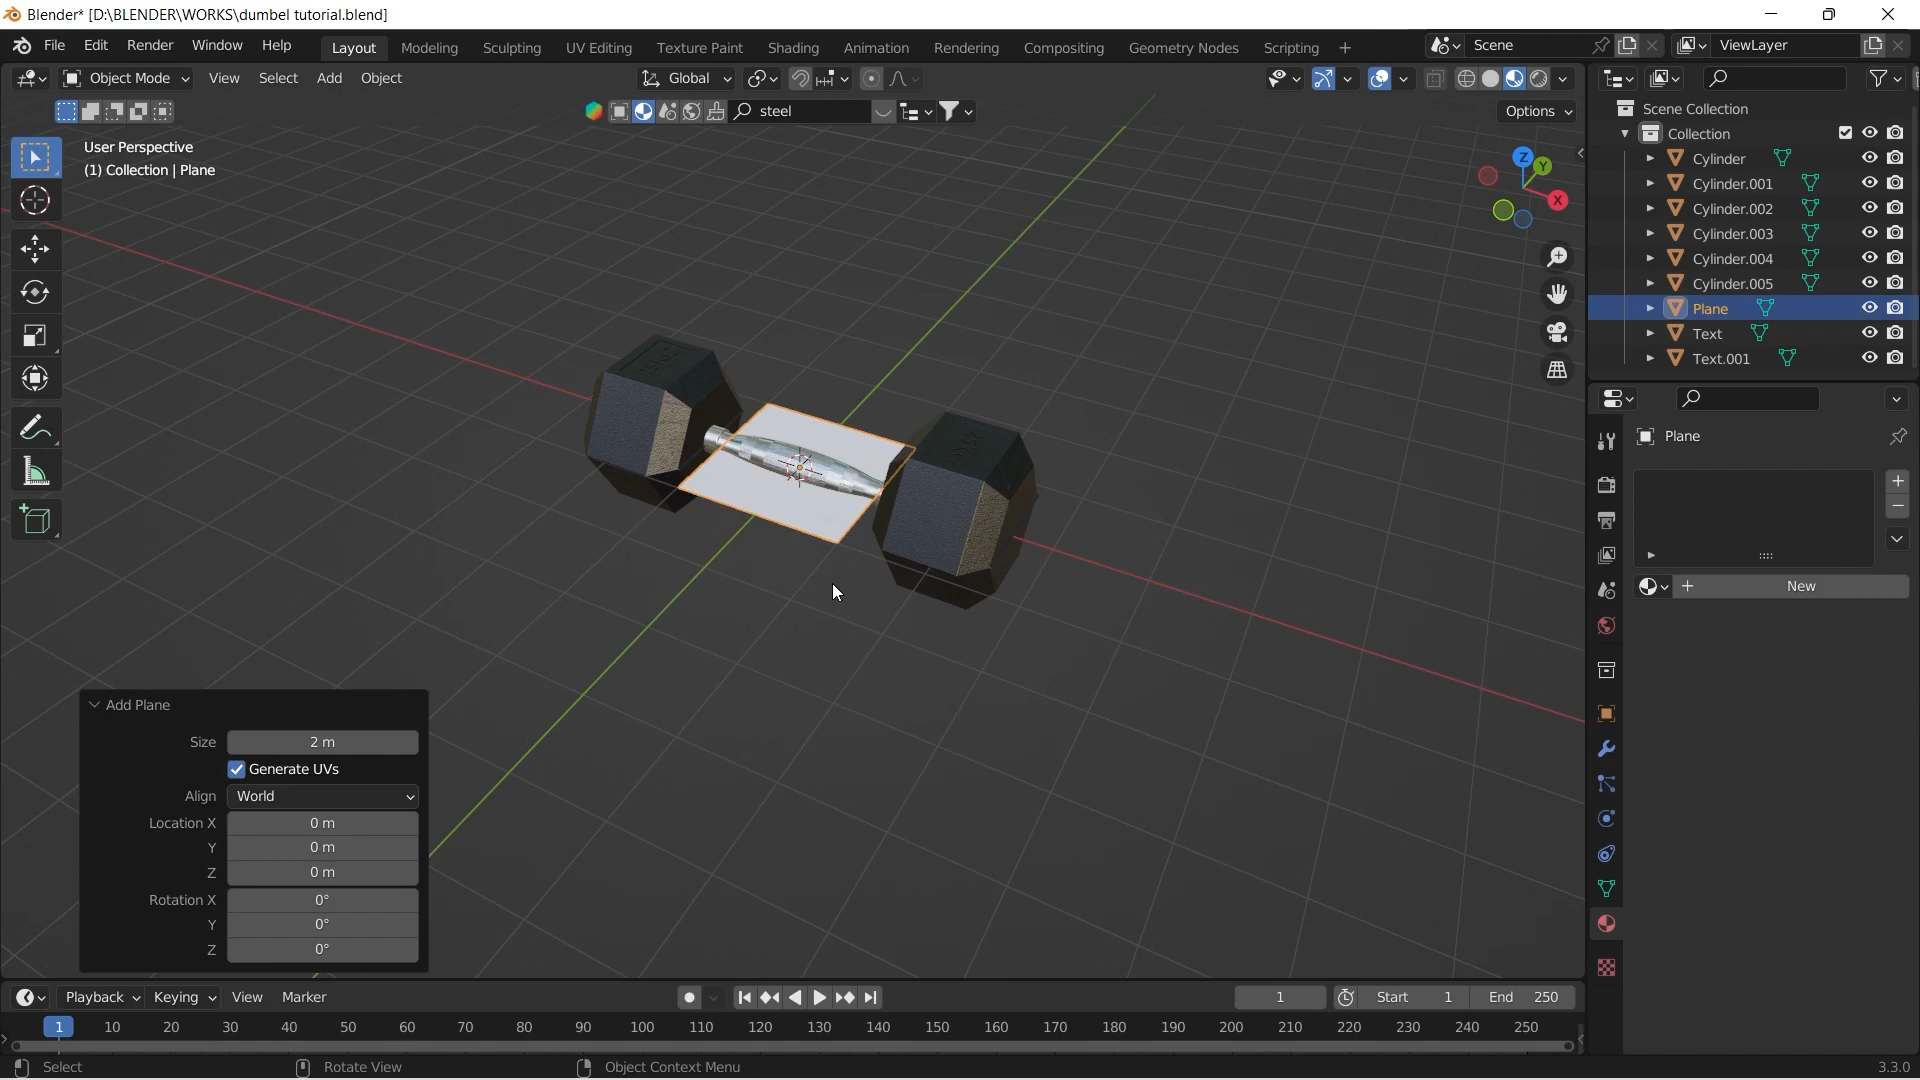 Blender* [D:\BLENDER\WORKS\dumbel tutorial.blend]
File Edit Render Window Help Layout Modeling Sculpting UV Editing Texture Paint Shading Animation Rendering Compositing Geometry Nodes Scripting + Scene ViewLayer
Object Mode View Select Add Object Global
steel Options
User Perspective
(1) Collection | Plane
Z Y X
Scene Collection
Collection
Cylinder
Cylinder.001
Cylinder.002
Cylinder.003
Cylinder.004
Cylinder.005
Plane
Text
Text.001
Plane
+ New
Add Plane
Size 2 m
Generate UVs
Align World
Location X 0 m
Y 0 m
Z 0 m
Rotation X 0°
Y 0°
Z 0°
Playback Keying View Marker 1 Start 1 End 250
1 10 20 30 40 50 60 70 80 90 100 110 120 130 140 150 160 170 180 190 200 210 220 230 240 250
Select Rotate View Object Context Menu 3.3.0